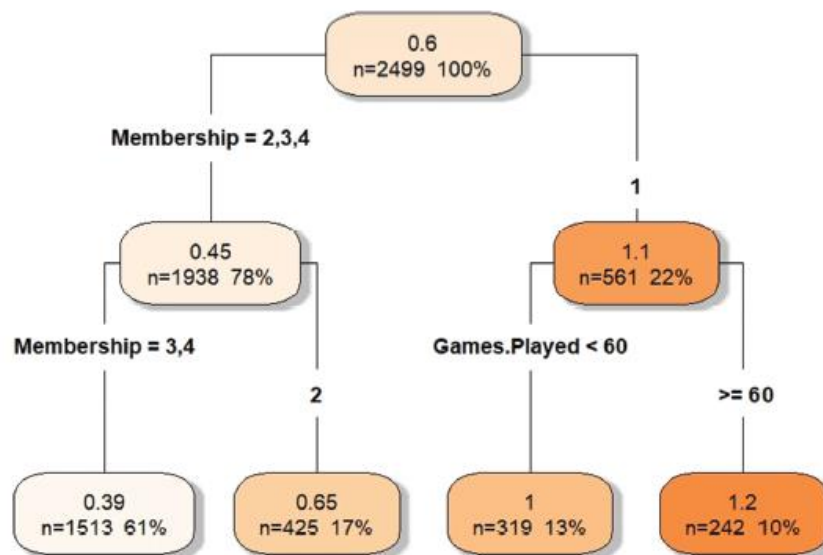 0.6
n=2499 100%
Membership = 2,3,4
1
0.45
n=1938 78%
1.1
n=561 22%
Membership = 3,4
2
Games.Played < 60
>= 60
0.39
n=1513 61%
0.65
n=425 17%
1
n=319 13%
1.2
n=242 10%